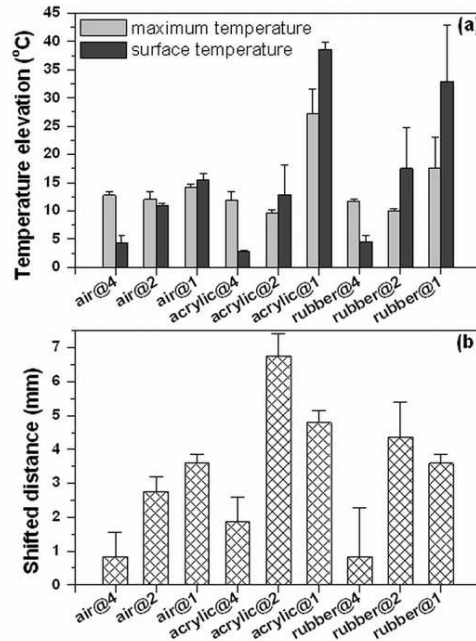 (a)
maximum temperature
surface temperature
Temperature elevation (°C)
45
40
35
30
25
20
15
10
5
0
air@4
air@2
air@1
acrylic@4
acrylic@2
acrylic@1
rubber@4
rubber@2
rubber@1
(b)
Shifted distance (mm)
7
6
5
4
3
2
1
0
air@4
air@2
air@1
acrylic@4
acrylic@2
acrylic@1
rubber@4
rubber@2
rubber@1